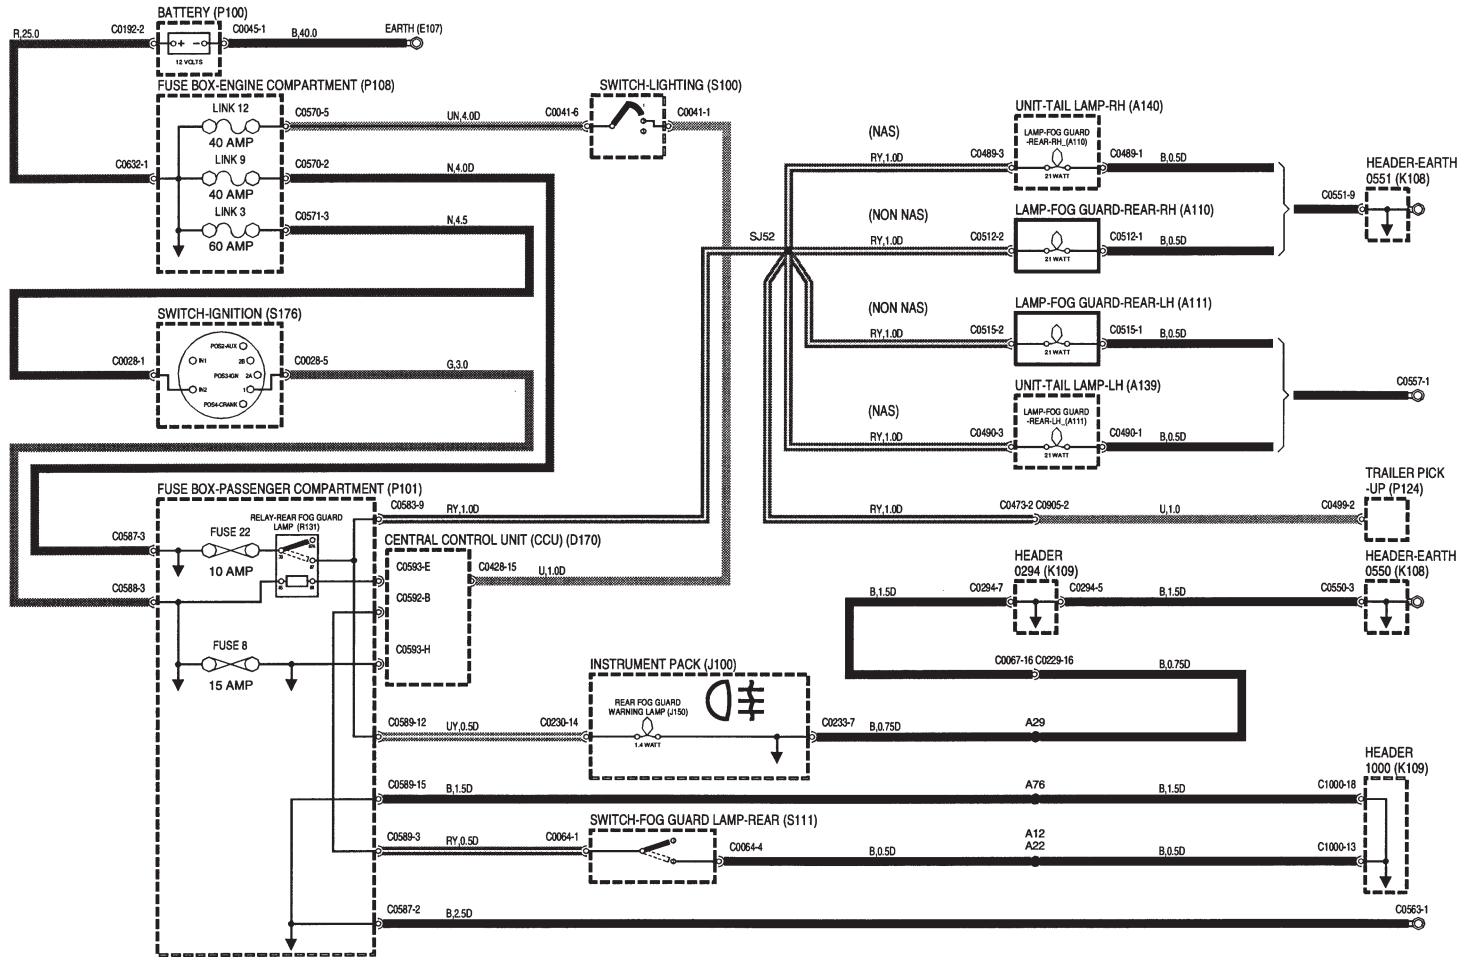 BATTERY (P100)
R,25.0
C0192-2
C0045-1
B,40.0
EARTH (E107)
12 VOLTS
FUSE BOX-ENGINE COMPARTMENT (P108)
SWITCH-LIGHTING (S100)
LINK 12
C0570-5
UN,4.0D
C0041-6
C0041-1
40 AMP
LINK 9
C0632-1
C0570-2
N,4.0D
40 AMP
LINK 3
C0571-3
N,4.5
60 AMP
UNIT-TAIL LAMP-RH (A140)
(NAS)
LAMP-FOG GUARD
-REAR-RH_(A110)
RY,1.0D
C0489-3
C0489-1
B,0.5D
21 WATT
HEADER-EARTH
0551 (K108)
C0551-9
(NON NAS)
LAMP-FOG GUARD-REAR-RH (A110)
SJ52
RY,1.0D
C0512-2
C0512-1
B,0.5D
21 WATT
(NON NAS)
LAMP-FOG GUARD-REAR-LH (A111)
RY,1.0D
C0515-2
C0515-1
B,0.5D
21 WATT
UNIT-TAIL LAMP-LH (A139)
C0557-1
(NAS)
LAMP-FOG GUARD
-REAR-LH_(A111)
RY,1.0D
C0490-3
C0490-1
B,0.5D
21 WATT
SWITCH-IGNITION (S176)
POS2-AUX
C0028-1
IN1
2B
C0028-5
G,3.0
POS3-IGN
2A
IN2
1
POS4-CRANK
TRAILER PICK
-UP (P124)
RY,1.0D
C0473-2 C0905-2
U,1.0
C0499-2
FUSE BOX-PASSENGER COMPARTMENT (P101)
C0583-9
RY,1.0D
RELAY-REAR FOG GUARD
LAMP (R131)
C0587-3
FUSE 22
10 AMP
CENTRAL CONTROL UNIT (CCU) (D170)
C0593-E
C0428-15
U,1.0D
C0588-3
C0592-B
FUSE 8
C0593-H
15 AMP
HEADER
0294 (K109)
HEADER-EARTH
0550 (K108)
B,1.5D
C0294-7
C0294-5
B,1.5D
C0550-3
C0067-16 C0229-16
B,0.75D
INSTRUMENT PACK (J100)
REAR FOG GUARD
WARNING LAMP (J150)
C0589-12
UY,0.5D
C0230-14
1.4 WATT
C0233-7
B,0.75D
A29
HEADER
1000 (K109)
C0589-15
B,1.5D
A76
B,1.5D
C1000-18
SWITCH-FOG GUARD LAMP-REAR (S111)
C0589-3
RY,0.5D
C0064-1
C0064-4
B,0.5D
A12
A22
B,0.5D
C1000-13
C0587-2
B,2.5D
C0563-1